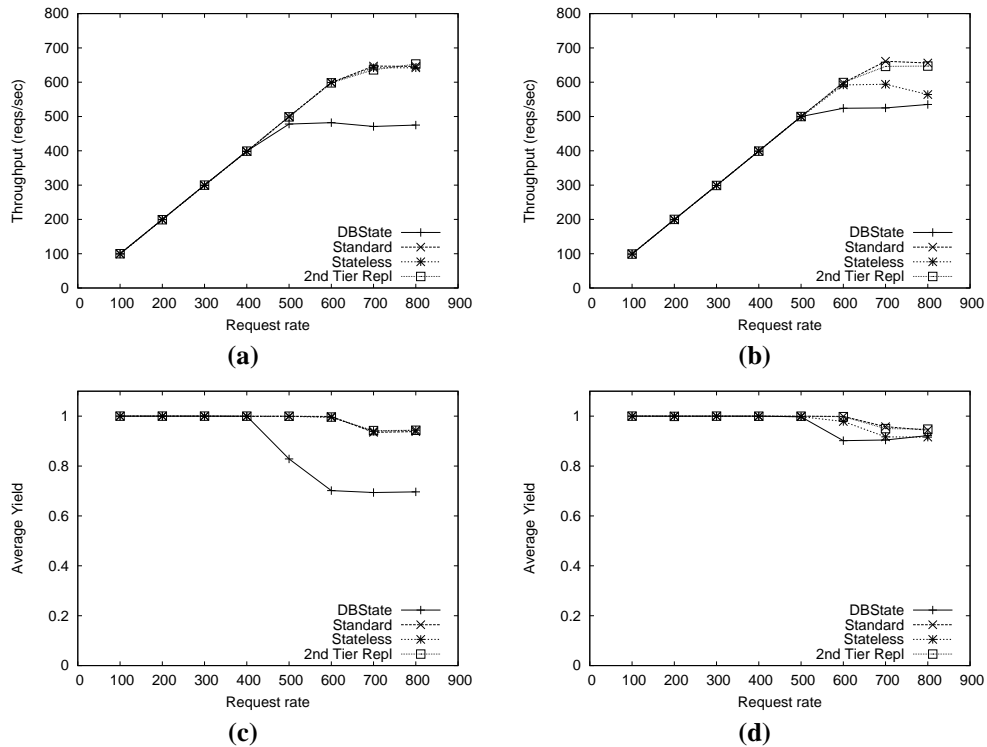 800
700
600
500
400
300
200
100
0
Throughput (reqs/sec)
DBState
Standard
Stateless
2nd Tier Repl
0 100 200 300 400 500 600 700 800 900
Request rate
(a)
800
700
600
500
400
300
200
100
0
Throughput (reqs/sec)
DBState
Standard
Stateless
2nd Tier Repl
0 100 200 300 400 500 600 700 800 900
Request rate
(b)
1
0.8
0.6
0.4
0.2
0
Average Yield
DBState
Standard
Stateless
2nd Tier Repl
0 100 200 300 400 500 600 700 800 900
Request rate
(c)
1
0.8
0.6
0.4
0.2
0
Average Yield
DBState
Standard
Stateless
2nd Tier Repl
0 100 200 300 400 500 600 700 800 900
Request rate
(d)